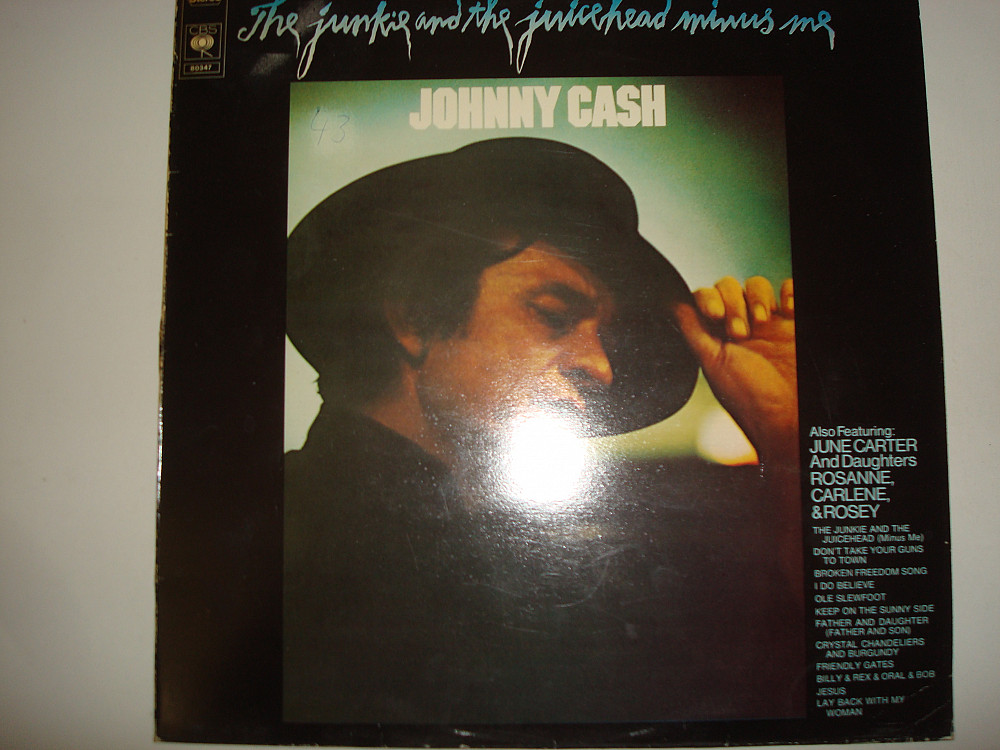 The junkie and the juicehead minus me
CBS
80347
JOHNNY CASH
43
Also Featuring:
JUNE CARTER
And Daughters
ROSANNE,
CARLENE,
&ROSEY
THE JUNKIE AND THE
JUICEHEAD (Minus Me)
DON'T TAKE YOUR GUNS
TO TOWN
BROKEN FREEDOM SONG
I DO BELIEVE
OLE SLEWFOOT
KEEP ON THE SUNNY SIDE
FATHER AND DAUGHTER
(FATHER AND SON)
CRYSTAL CHANDELIERS
AND BURGUNDY
FRIENDLY GATES
BILLY & REX & ORAL & BOB
JESUS
LAY BACK WITH MY
WOMAN